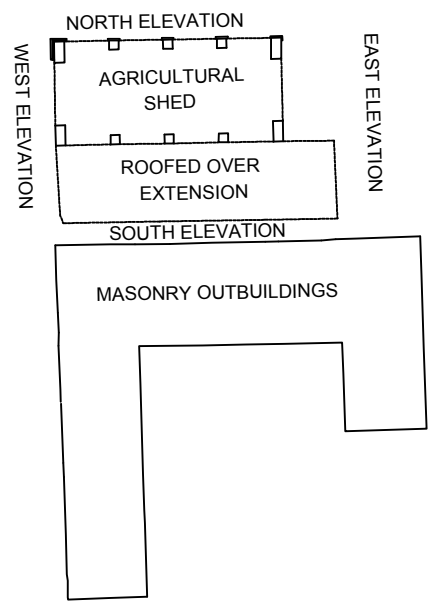 NORTH ELEVATION
WEST ELEVATION
EAST ELEVATION
AGRICULTURAL
SHED
ROOFED OVER
EXTENSION
SOUTH ELEVATION
MASONRY OUTBUILDINGS